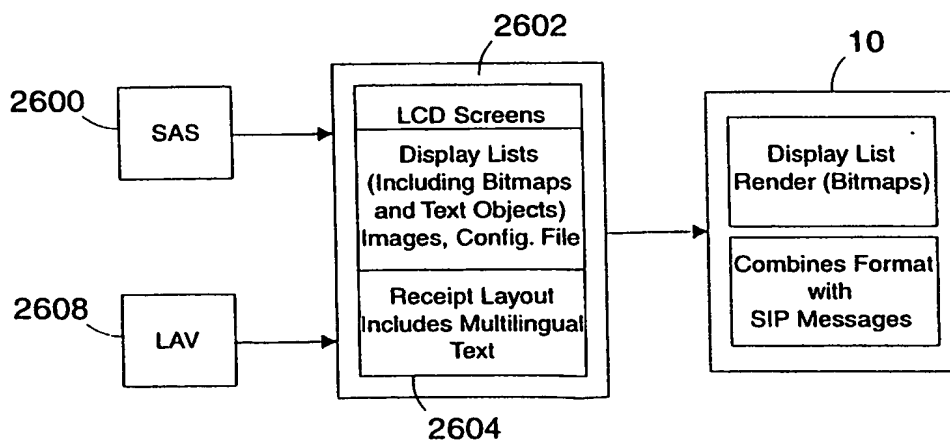 2602
10
2600
SAS
LCD Screens
Display Lists
(Including Bitmaps
and Text Objects)
Images, Config. File
Display List
Render (Bitmaps)
2608
LAV
Receipt Layout
Includes Multilingual
Text
Combines Format
with
SIP Messages
2604